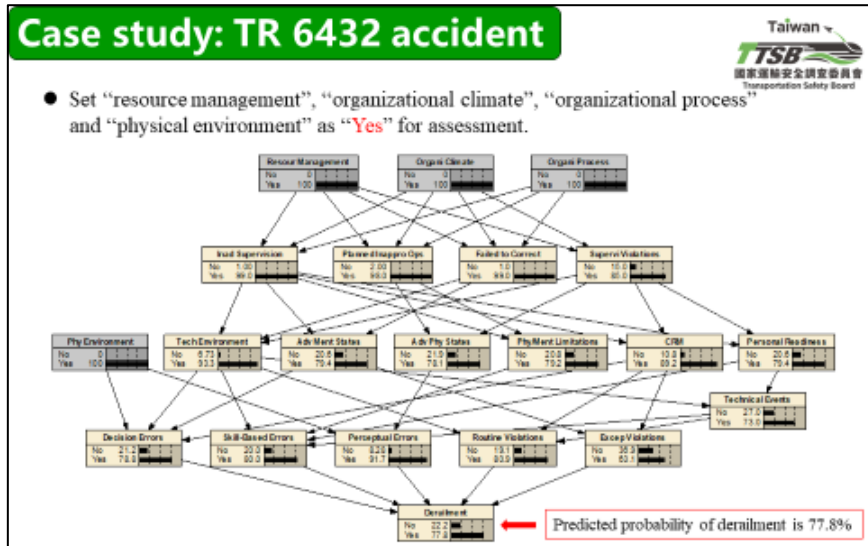 Case study: TR 6432 accident
Taiwan
TTSB
國家運輸安全調查委員會
Transportation Safety Board
● Set “resource management”, “organizational climate”, “organizational process”
and “physical environment” as “Yes” for assessment.
Resour Management
No 0
Yes 100
Organi Climate
No 0
Yes 100
Organi Process
No 0
Yes 100
Inad Supervision
No 1.00
Yes 99.0
Planned Inappro Ops
No 2.00
Yes 98.0
Failed to Correct
No 1.0
Yes 99.0
Supervi Violations
No 15.0
Yes 85.0
Phy Environment
No 0
Yes 100
Tech Environment
No 6.73
Yes 93.3
Adv Ment States
No 20.6
Yes 79.4
Adv Phy States
No 21.9
Yes 78.1
Phy/Ment Limitations
No 20.8
Yes 79.2
CRM
No 10.8
Yes 89.2
Personal Readiness
No 20.6
Yes 79.4
Technical Events
No 27.0
Yes 73.0
Decision Errors
No 21.2
Yes 78.8
Skill-Based Errors
No 20.0
Yes 80.0
Perceptual Errors
No 8.28
Yes 91.7
Routine Violations
No 19.1
Yes 80.9
Excep Violations
No 36.9
Yes 63.1
Derailment
No 22.2
Yes 77.8
Predicted probability of derailment is 77.8%